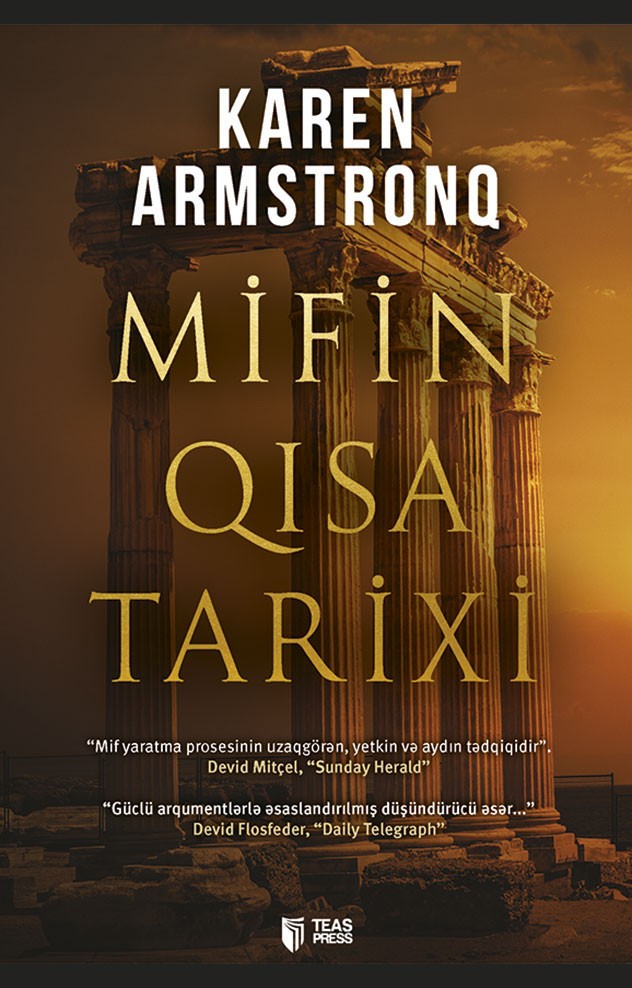 KAREN
ARMSTRONQ
MİFİN
QISA
TARİXİ
“Mif yaratma prosesinin uzaqgörən, yetkin və aydın tədqiqidir”.
Devid Mitçel, “Sunday Herald”
“Güclü arqumentlərlə əsaslandırılmış düşündürücü əsər...”
Devid Flosfeder, “Daily Telegraph”
TEAS
PRESS